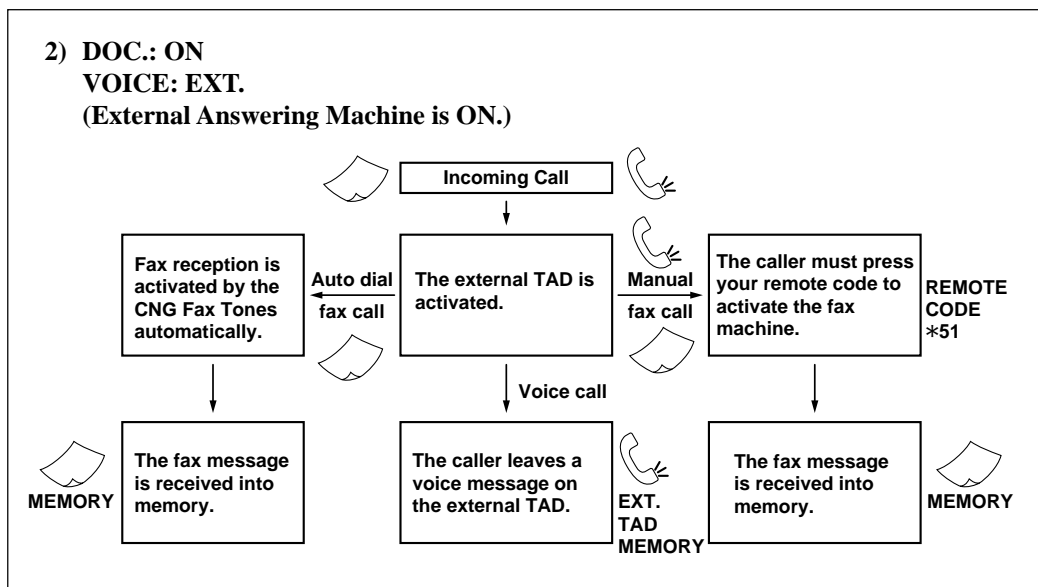 2) DOC.: ON
VOICE: EXT.
(External Answering Machine is ON.)
Incoming Call
Fax reception is
activated by the
CNG Fax Tones
automatically.
Auto dial
fax call
The external TAD is
activated.
Manual
fax call
The caller must press
your remote code to
activate the fax
machine.
REMOTE
CODE
∗51
Voice call
MEMORY
The fax message
is received into
memory.
The caller leaves a
voice message on
the external TAD.
EXT.
TAD
MEMORY
The fax message
is received into
memory.
MEMORY